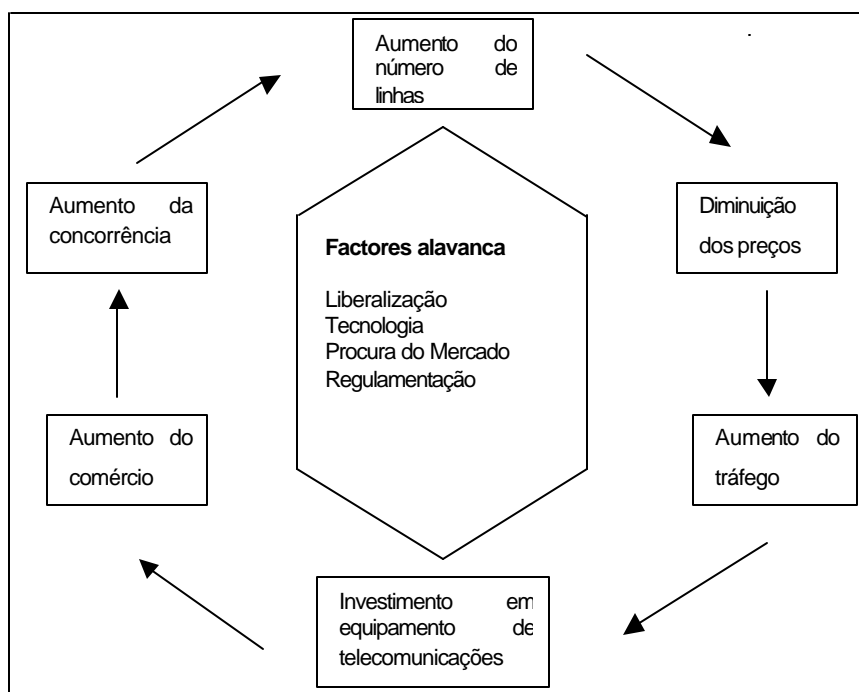 Aumento do
número de
linhas
Aumento da
concorrência
Diminuição
dos preços
Factores alavanca
Liberalização
Tecnologia
Procura do Mercado
Regulamentação
Aumento do
comércio
Aumento do
tráfego
Investimento em
equipamento de
telecomunicações